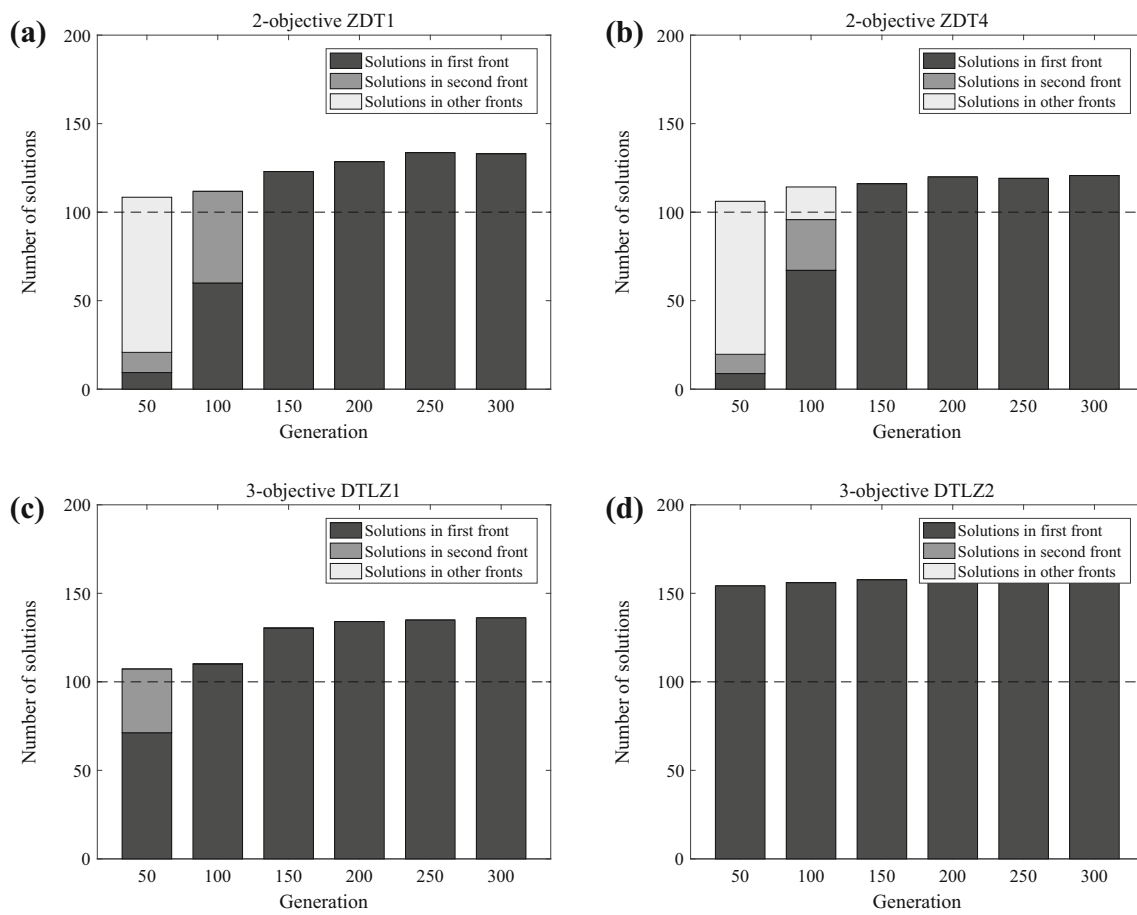 (a)
2-objective ZDT1
200
150
100
50
0
Number of solutions
Solutions in first front
Solutions in second front
Solutions in other fronts
50 100 150 200 250 300
Generation
(b)
2-objective ZDT4
200
150
100
50
0
Number of solutions
Solutions in first front
Solutions in second front
Solutions in other fronts
50 100 150 200 250 300
Generation
(c)
3-objective DTLZ1
200
150
100
50
0
Number of solutions
Solutions in first front
Solutions in second front
Solutions in other fronts
50 100 150 200 250 300
Generation
(d)
3-objective DTLZ2
200
150
100
50
0
Number of solutions
Solutions in first front
Solutions in second front
Solutions in other fronts
50 100 150 200 250 300
Generation